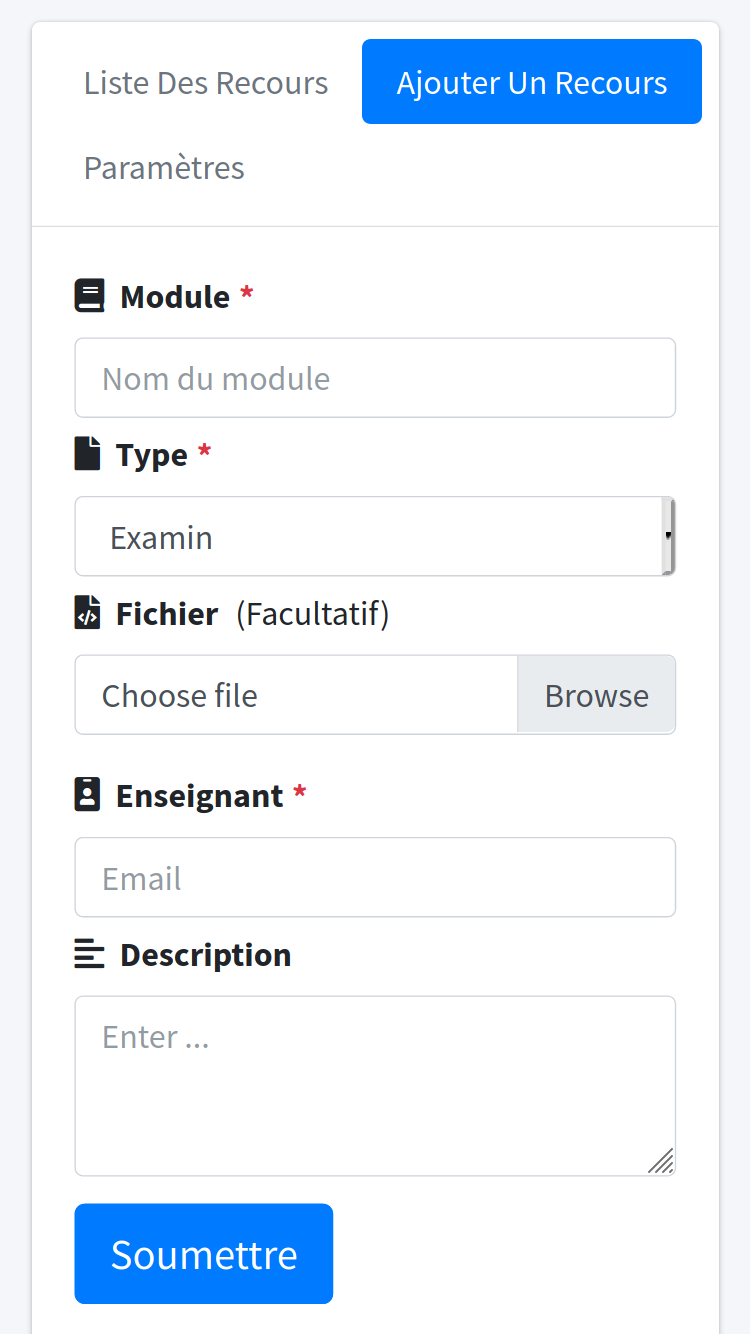 Liste Des Recours
Ajouter Un Recours
Paramètres
Module *
Nom du module
Type *
Examin
Fichier (Facultatif)
Choose file
Browse
Enseignant *
Email
Description
Enter ...
Soumettre